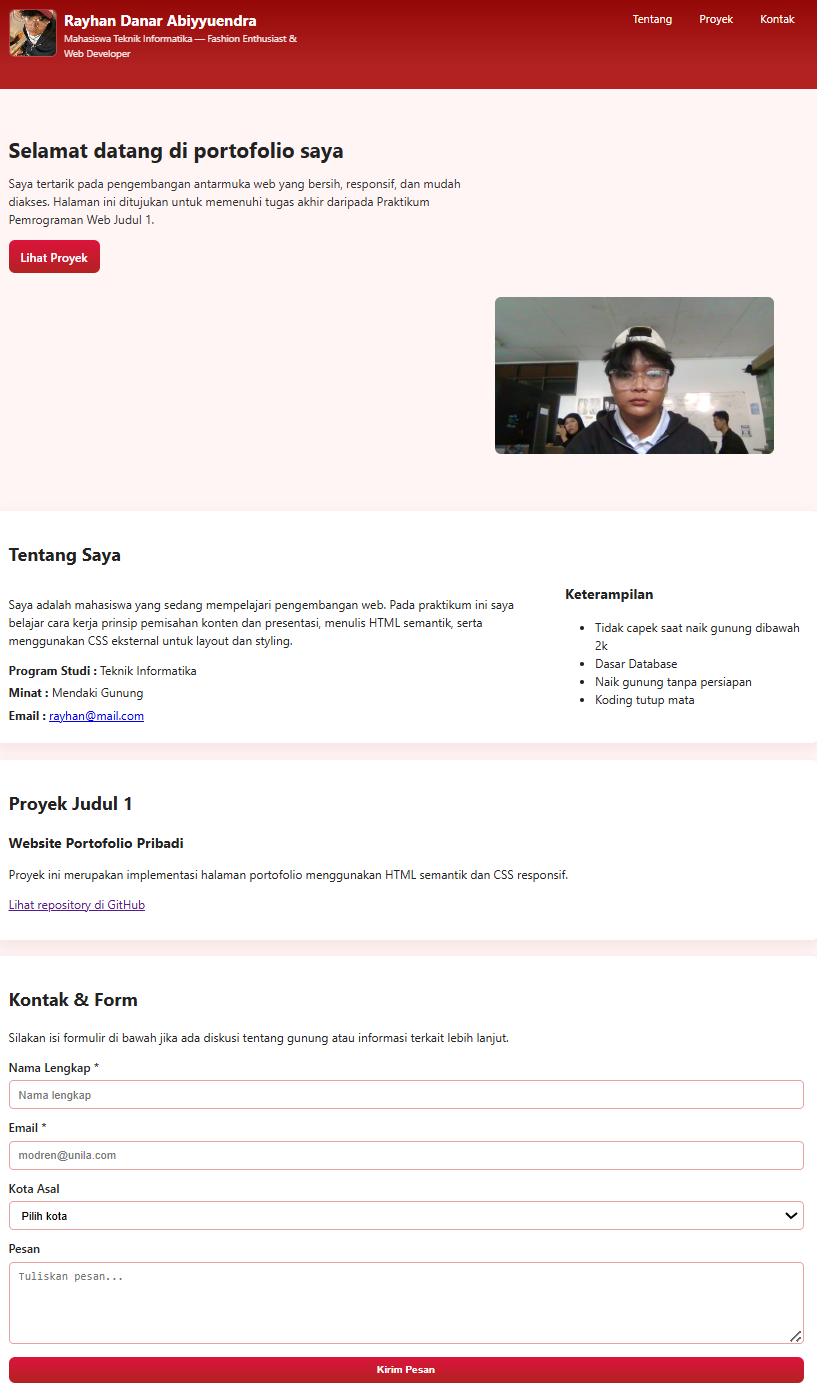 Rayhan Danar Abiyyuendra
Mahasiswa Teknik Informatika — Fashion Enthusiast &
Web Developer
Tentang
Proyek
Kontak
Selamat datang di portofolio saya
Saya tertarik pada pengembangan antarmuka web yang bersih, responsif, dan mudah
diakses. Halaman ini ditujukan untuk memenuhi tugas akhir daripada Praktikum
Pemrograman Web Judul 1.
Lihat Proyek
Tentang Saya
Saya adalah mahasiswa yang sedang mempelajari pengembangan web. Pada praktikum ini saya
belajar cara kerja prinsip pemisahan konten dan presentasi, menulis HTML semantik, serta
menggunakan CSS eksternal untuk layout dan styling.
Program Studi : Teknik Informatika
Minat : Mendaki Gunung
Email : rayhan@mail.com
Keterampilan
• Tidak capek saat naik gunung dibawah
2k
• Dasar Database
• Naik gunung tanpa persiapan
• Koding tutup mata
Proyek Judul 1
Website Portofolio Pribadi
Proyek ini merupakan implementasi halaman portofolio menggunakan HTML semantik dan CSS responsif.
Lihat repository di GitHub
Kontak & Form
Silakan isi formulir di bawah jika ada diskusi tentang gunung atau informasi terkait lebih lanjut.
Nama Lengkap *
Nama lengkap
Email *
modren@unila.com
Kota Asal
Pilih kota
Pesan
Tuliskan pesan...
Kirim Pesan